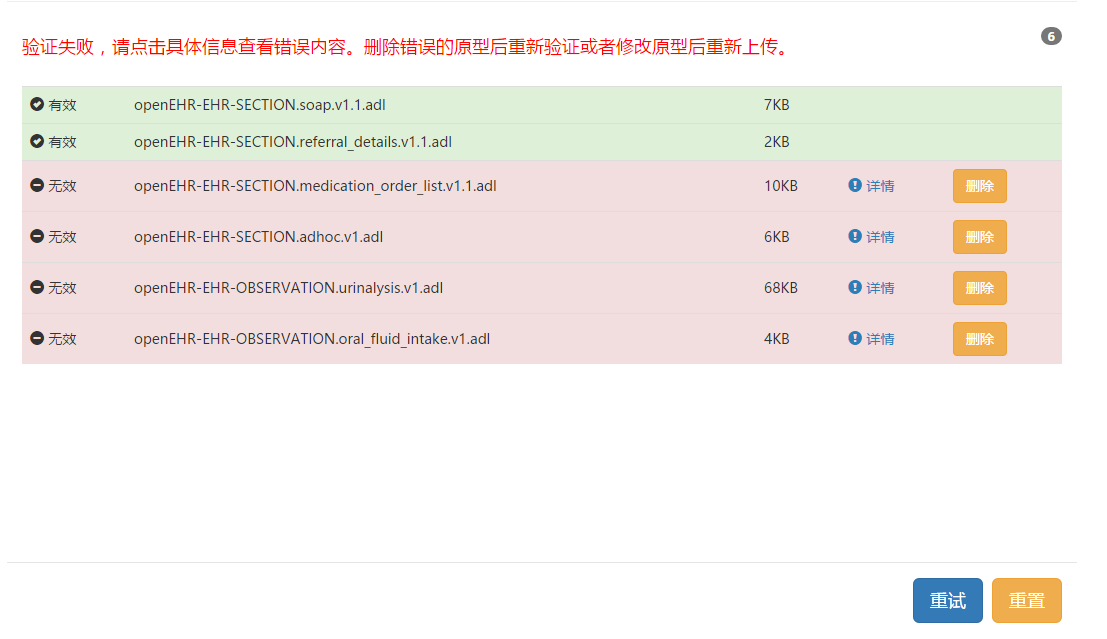 验证失败，请点击具体信息查看错误内容。删除错误的原型后重新验证或者修改原型后重新上传。 6
有效 openEHR-EHR-SECTION.soap.v1.1.adl 7KB
有效 openEHR-EHR-SECTION.referral_details.v1.1.adl 2KB
无效 openEHR-EHR-SECTION.medication_order_list.v1.1.adl 10KB 详情 删除
无效 openEHR-EHR-SECTION.adhoc.v1.adl 6KB 详情 删除
无效 openEHR-EHR-OBSERVATION.urinalysis.v1.adl 68KB 详情 删除
无效 openEHR-EHR-OBSERVATION.oral_fluid_intake.v1.adl 4KB 详情 删除
重试 重置